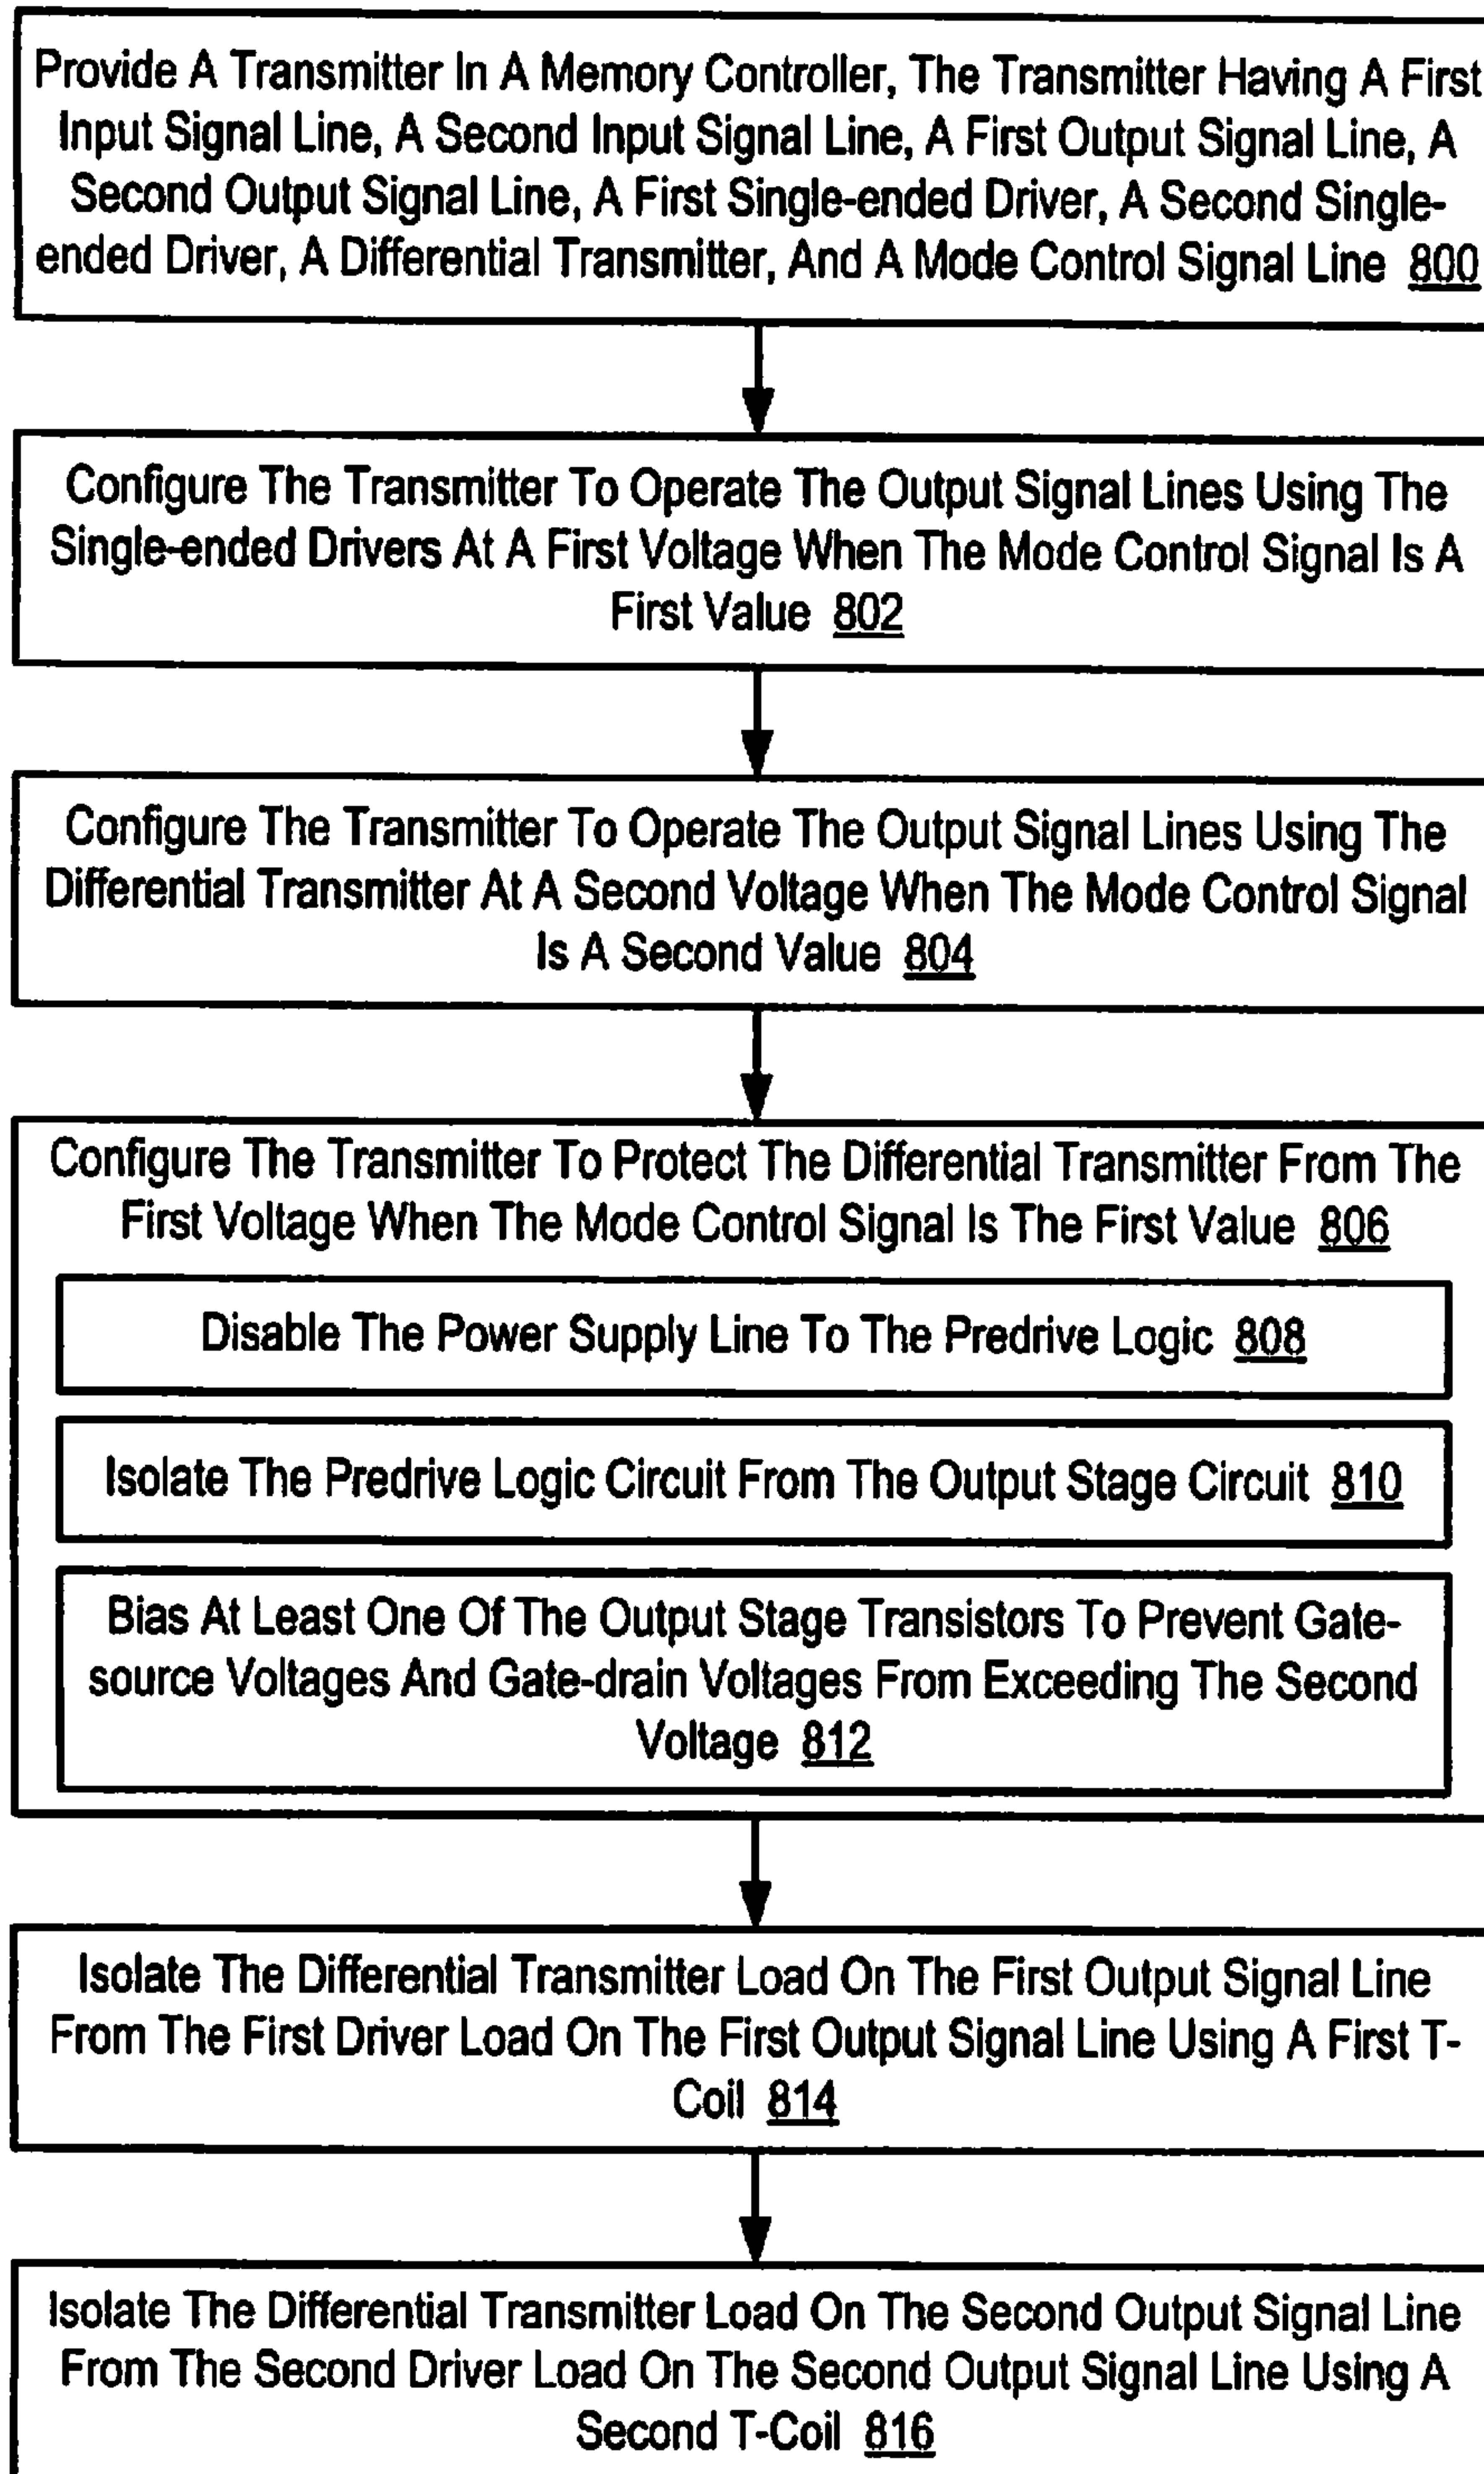 Provide A Transmitter In A Memory Controller, The Transmitter Having A First
Input Signal Line, A Second Input Signal Line, A First Output Signal Line, A
Second Output Signal Line, A First Single-ended Driver, A Second Single-
ended Driver, A Differential Transmitter, And A Mode Control Signal Line 800
Configure The Transmitter To Operate The Output Signal Lines Using The
Single-ended Drivers At A First Voltage When The Mode Control Signal Is A
First Value 802
Configure The Transmitter To Operate The Output Signal Lines Using The
Differential Transmitter At A Second Voltage When The Mode Control Signal
Is A Second Value 804
Configure The Transmitter To Protect The Differential Transmitter From The
First Voltage When The Mode Control Signal Is The First Value 806
Disable The Power Supply Line To The Predrive Logic 808
Isolate The Predrive Logic Circuit From The Output Stage Circuit 810
Bias At Least One Of The Output Stage Transistors To Prevent Gate-
source Voltages And Gate-drain Voltages From Exceeding The Second
Voltage 812
Isolate The Differential Transmitter Load On The First Output Signal Line
From The First Driver Load On The First Output Signal Line Using A First T-
Coil 814
Isolate The Differential Transmitter Load On The Second Output Signal Line
From The Second Driver Load On The Second Output Signal Line Using A
Second T-Coil 816